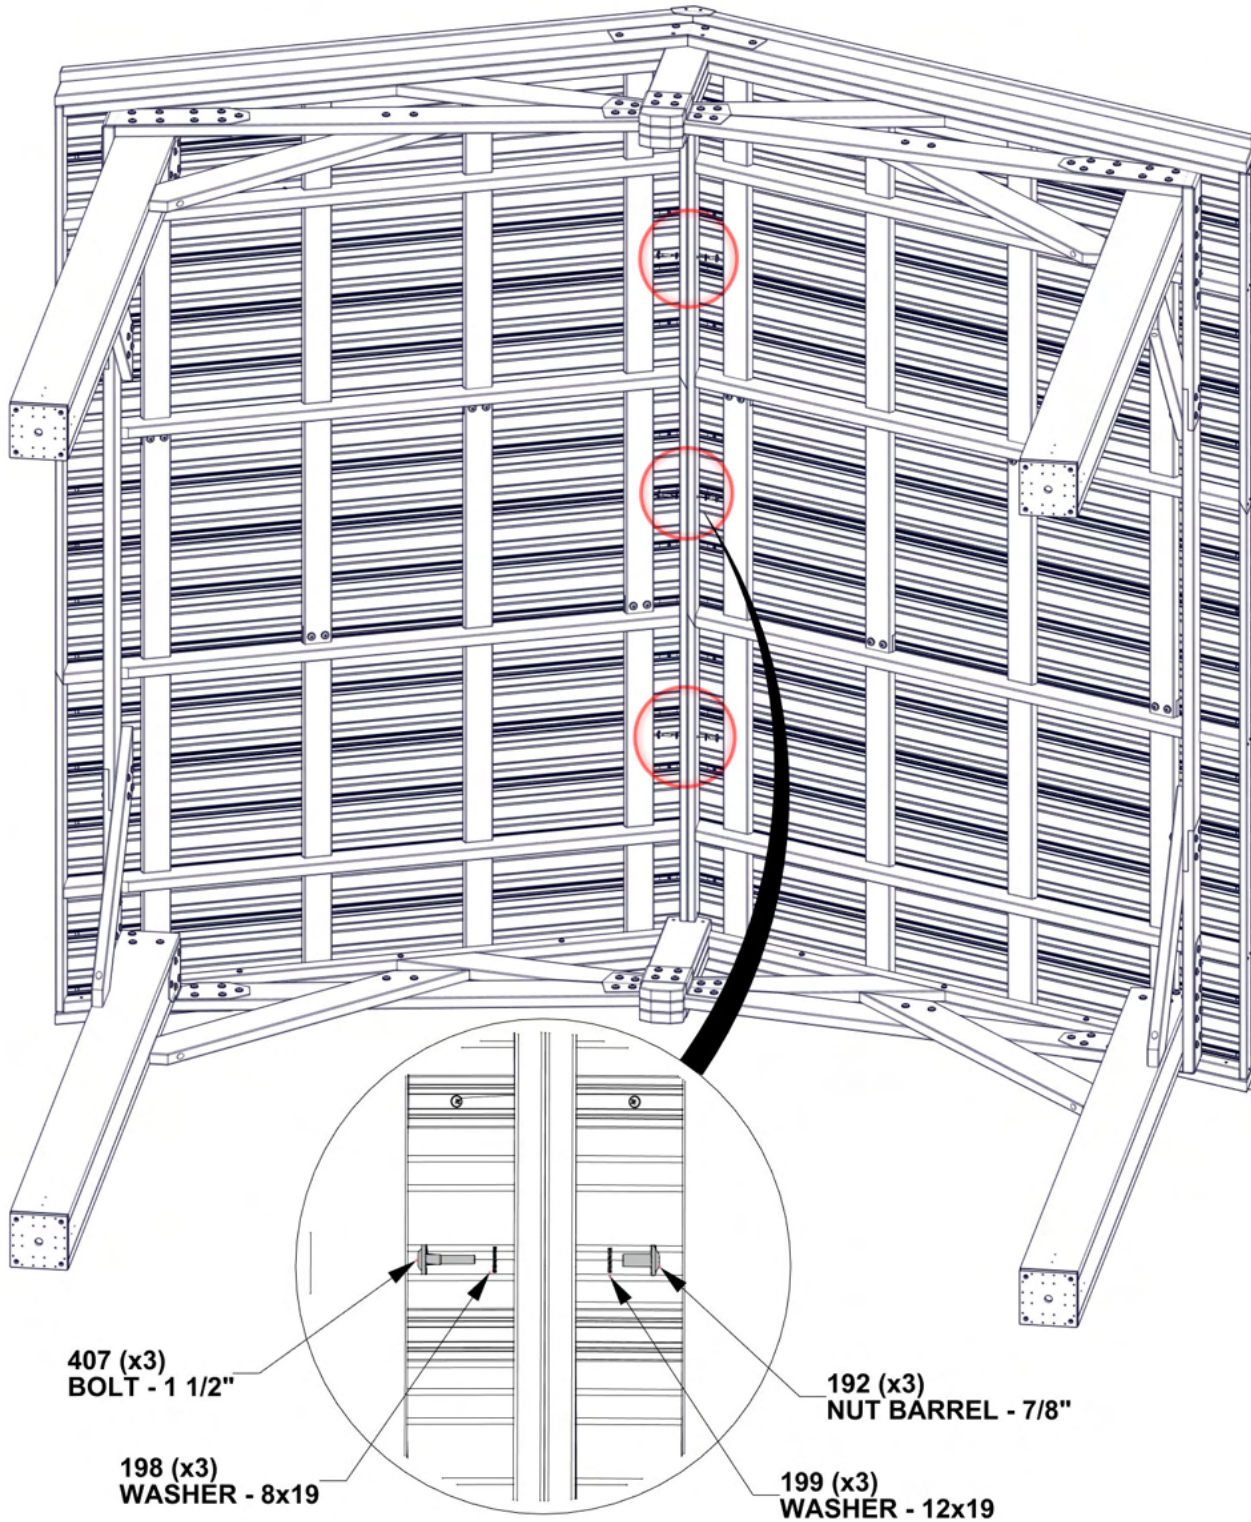 407 (x3)
BOLT - 1 1/2"
198 (x3)
WASHER - 8x19
192 (x3)
NUT BARREL - 7/8"
199 (x3)
WASHER - 12x19